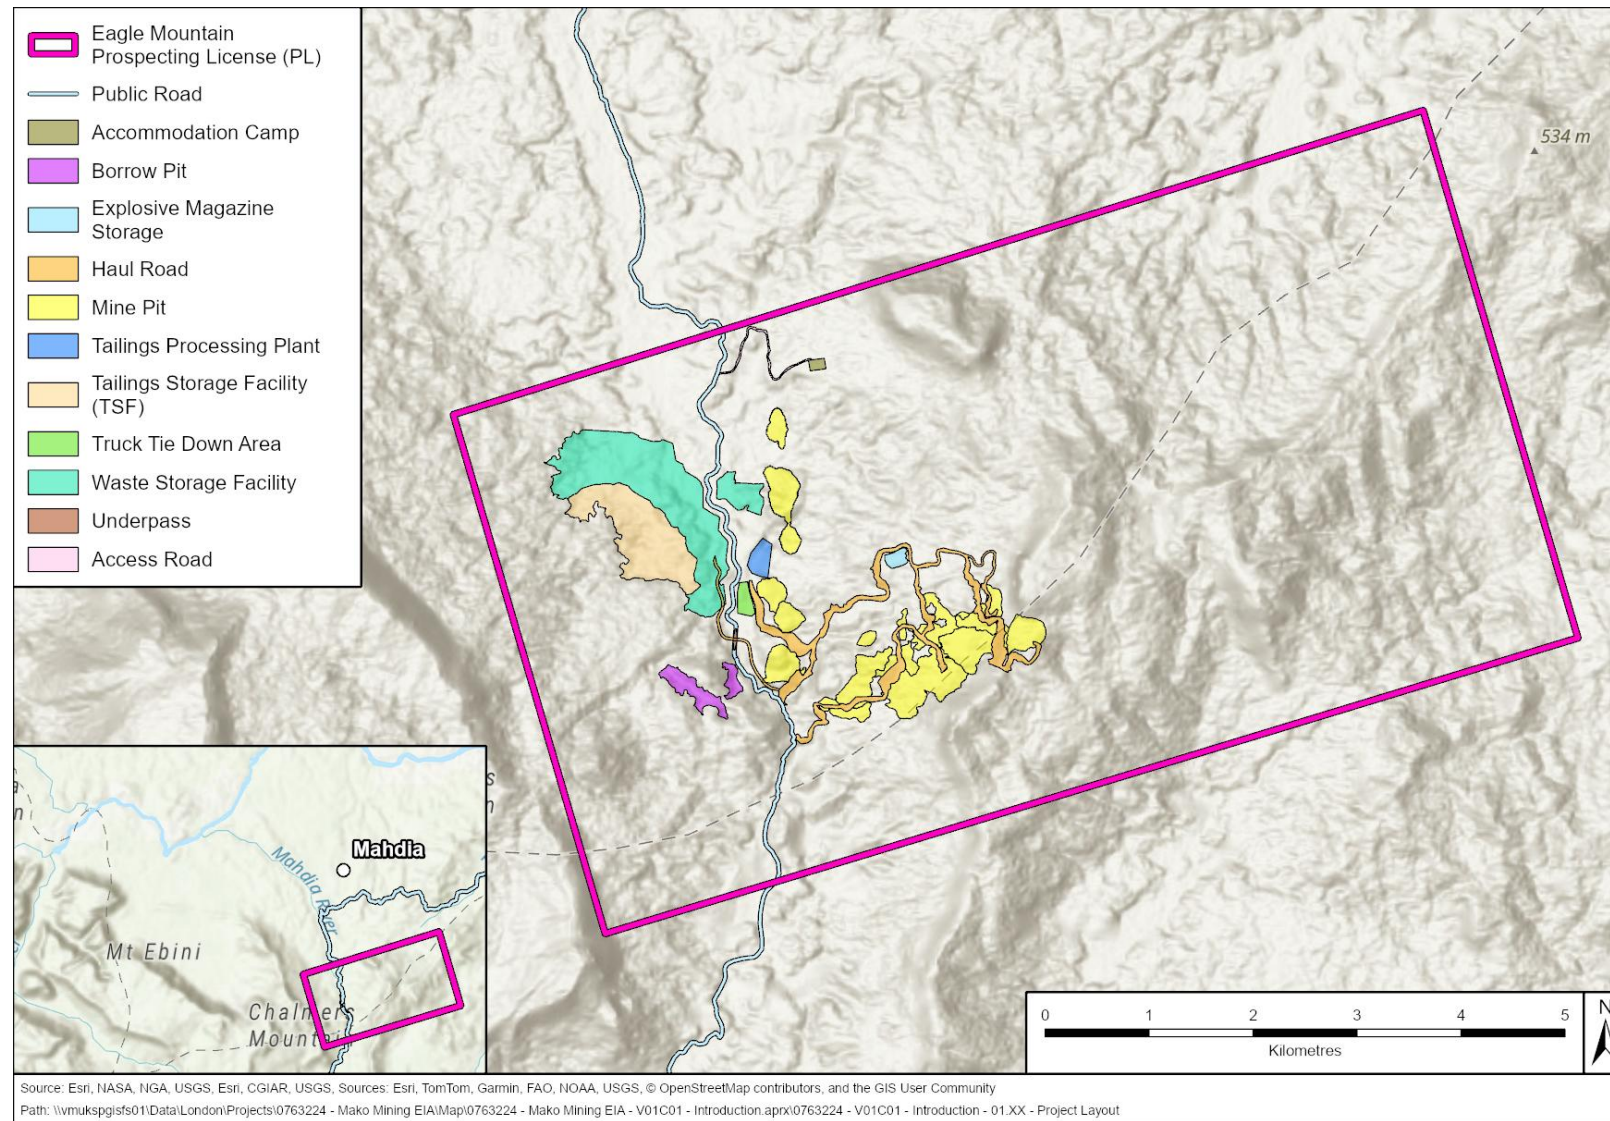 Eagle Mountain
Prospecting License (PL)
Public Road
Accommodation Camp
Borrow Pit
Explosive Magazine
Storage
Haul Road
Mine Pit
Tailings Processing Plant
Tailings Storage Facility
(TSF)
Truck Tie Down Area
Waste Storage Facility
Underpass
Access Road
534 m
Mahdia
Mahdia River
Mt Ebini
Chalmers
Mountain
0 1 2 3 4 5
Kilometres
N
Source: Esri, NASA, NGA, USGS, Esri, CGIAR, USGS, Sources: Esri, TomTom, Garmin, FAO, NOAA, USGS, © OpenStreetMap contributors, and the GIS User Community
Path: \\vmukspgisfs01\Data\London\Projects\0763224 - Mako Mining EIA\Map\0763224 - Mako Mining EIA - V01C01 - Introduction.aprx\0763224 - V01C01 - Introduction - 01.XX - Project Layout